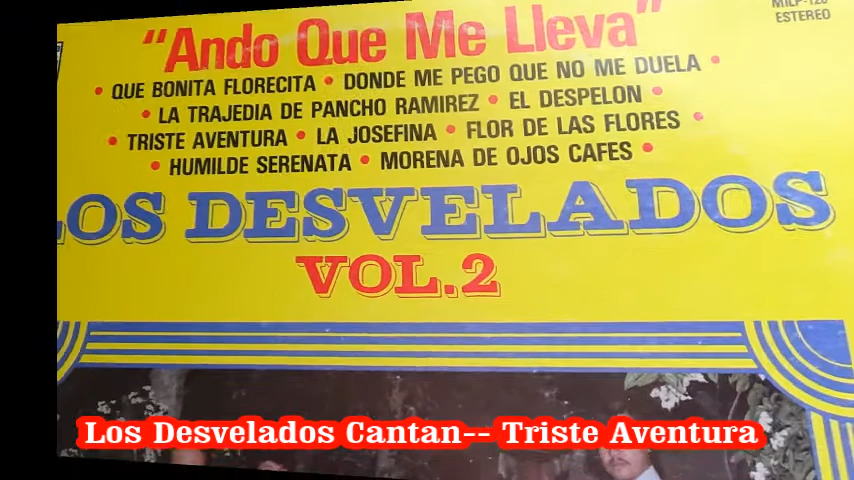 MILP-120
ESTEREO
"Ando Que Me Lleva"
• QUE BONITA FLORECITA • DONDE ME PEGO QUE NO ME DUELA •
• LA TRAJEDIA DE PANCHO RAMIREZ • EL DESPELON •
• TRISTE AVENTURA • LA JOSEFINA • FLOR DE LAS FLORES •
• HUMILDE SERENATA • MORENA DE OJOS CAFES •
LOS DESVELADOS
VOL.2
Los Desvelados Cantan-- Triste Aventura